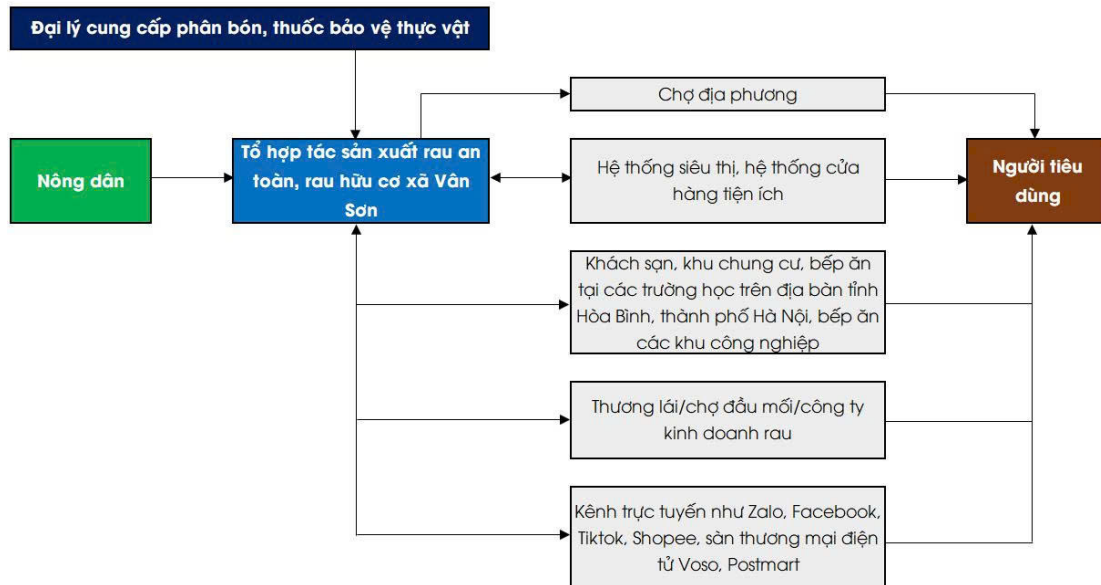 Đại lý cung cấp phân bón, thuốc bảo vệ thực vật
Chợ địa phương
Nông dân
Tổ hợp tác sản xuất rau an
toàn, rau hữu cơ xã Vân
Sơn
Hệ thống siêu thị, hệ thống cửa
hàng tiện ích
Người tiêu
dùng
Khách sạn, khu chung cư, bếp ăn
tại các trường học trên địa bàn tỉnh
Hòa Bình, thành phố Hà Nội, bếp ăn
các khu công nghiệp
Thương lái/chợ đầu mối/công ty
kinh doanh rau
Kênh trực tuyến như Zalo, Facebook,
Tiktok, Shopee, sàn thương mại điện
tử Voso, Postmart